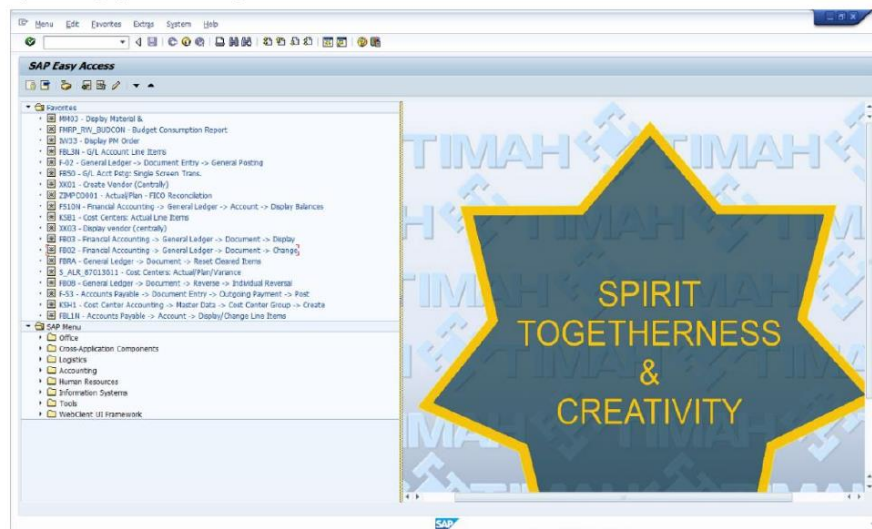 Menu Edit Favorites Extras System Help
SAP Easy Access
Favorites
MM03 - Display Material &
FMRP_RW_BUDCON - Budget Consumption Report
IW33 - Display PM Order
FBL3N - G/L Account Line Items
F-02 - General Ledger -> Document Entry -> General Posting
FB50 - G/L Acct Pstg: Single Screen Trans.
XK01 - Create Vendor (Centrally)
ZIMPCO001 - Actual/Plan - FICO Reconciliation
FS10N - Financial Accounting -> General Ledger -> Account -> Display Balances
KSB1 - Cost Centers: Actual Line Items
XK03 - Display vendor (centrally)
FB03 - Financial Accounting -> General Ledger -> Document -> Display
FB02 - Financial Accounting -> General Ledger -> Document -> Change
FBRA - General Ledger -> Document -> Reset Cleared Items
S_ALR_87013611 - Cost Centers: Actual/Plan/Variance
FB08 - General Ledger -> Document -> Reverse -> Individual Reversal
F-53 - Accounts Payable -> Document Entry -> Outgoing Payment -> Post
KSH1 - Cost Center Accounting -> Master Data -> Cost Center Group -> Create
FBL1N - Accounts Payable -> Account -> Display/Change Line Items
SAP Menu
Office
Cross-Application Components
Logistics
Accounting
Human Resources
Information Systems
Tools
WebClient UI Framework
TIMAH TIMAH
SPIRIT
TOGETHERNESS
&
CREATIVITY
SAP